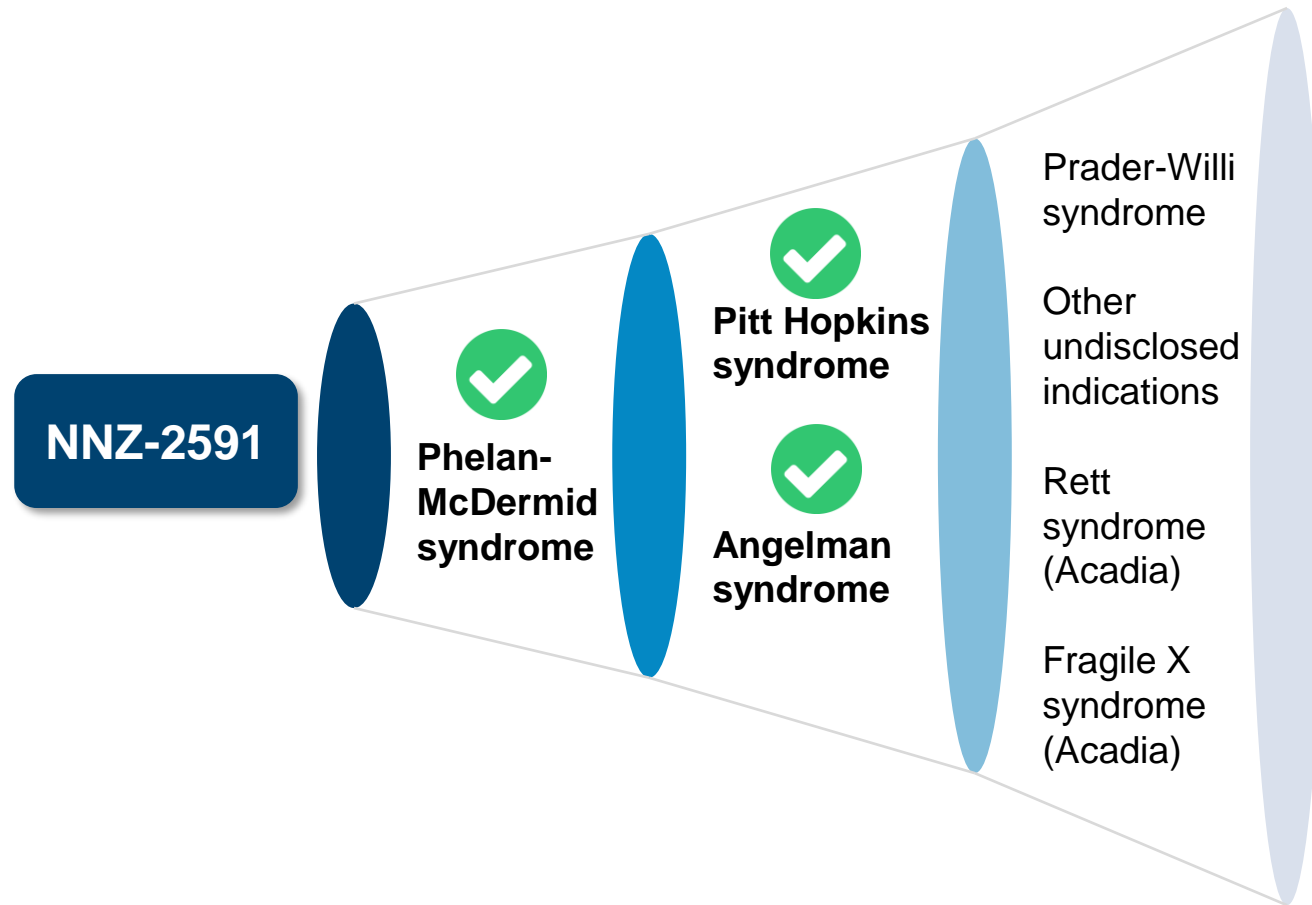 NNZ-2591
Phelan-
McDermid
syndrome
Pitt Hopkins
syndrome
Angelman
syndrome
Prader-Willi
syndrome
Other
undisclosed
indications
Rett
syndrome
(Acadia)
Fragile X
syndrome
(Acadia)